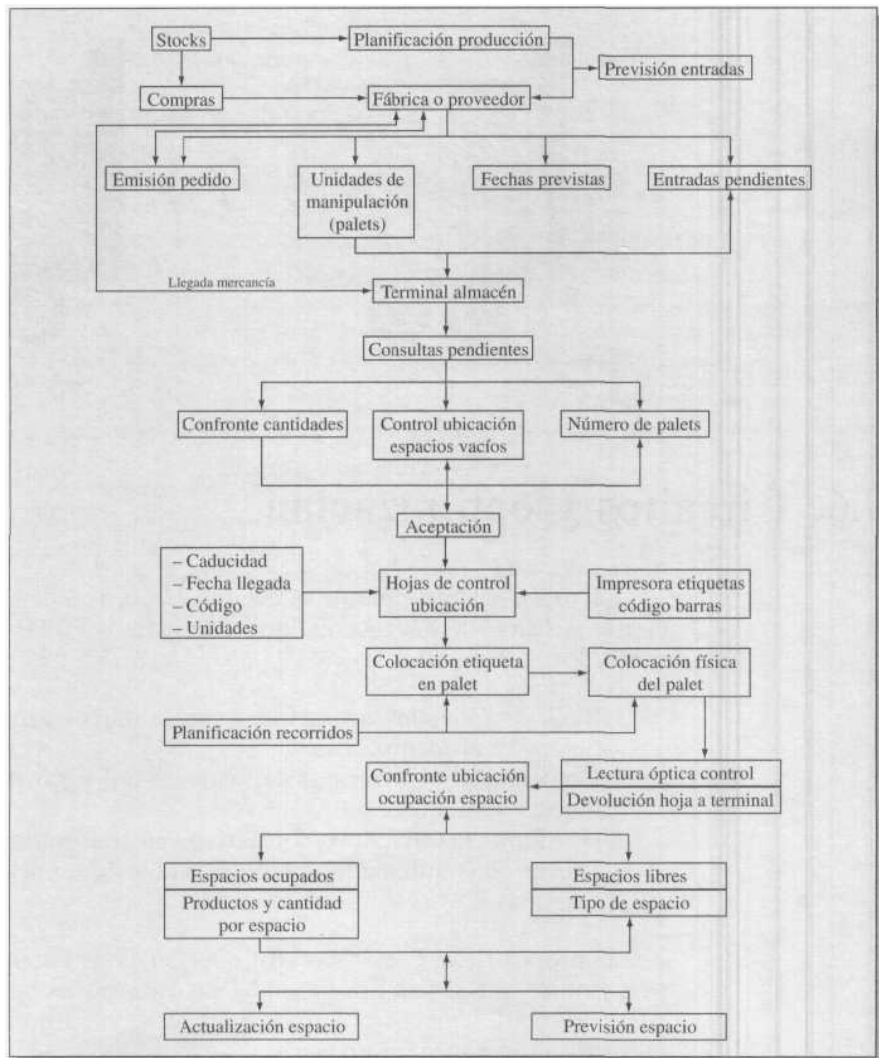 Stocks
Planificación producción
Previsión entradas
Compras
Fábrica o proveedor
Emisión pedido
Unidades de
manipulación
(palets)
Fechas previstas
Entradas pendientes
Llegada mercancía
Terminal almacén
Consultas pendientes
Confronte cantidades
Control ubicación
espacios vacíos
Número de palets
Aceptación
– Caducidad
– Fecha llegada
– Código
– Unidades
Hojas de control
ubicación
Impresora etiquetas
código barras
Colocación etiqueta
en palet
Colocación física
del palet
Planificación recorridos
Confronte ubicación
ocupación espacio
Lectura óptica control
Devolución hoja a terminal
Espacios ocupados
Productos y cantidad
por espacio
Espacios libres
Tipo de espacio
Actualización espacio
Previsión espacio